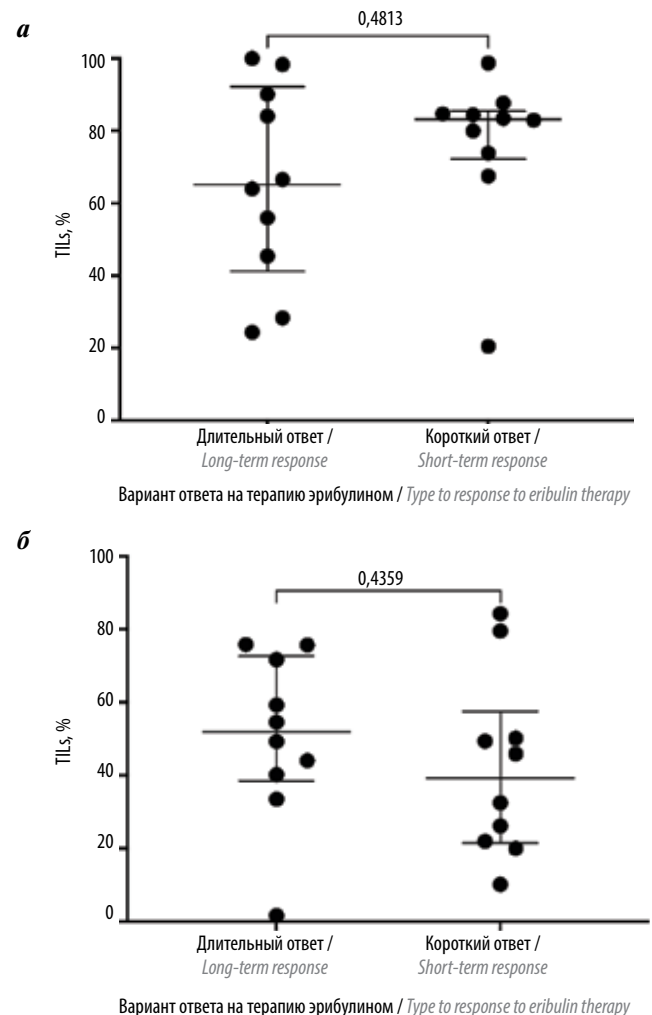 а
0,4813
100
80
60
40
20
0
TILs, %
Длительный ответ /
Long-term response
Короткий ответ /
Short-term response
Вариант ответа на терапию эрибулином / Type to response to eribulin therapy
б
0,4359
100
80
60
40
20
0
TILs, %
Длительный ответ /
Long-term response
Короткий ответ /
Short-term response
Вариант ответа на терапию эрибулином / Type to response to eribulin therapy